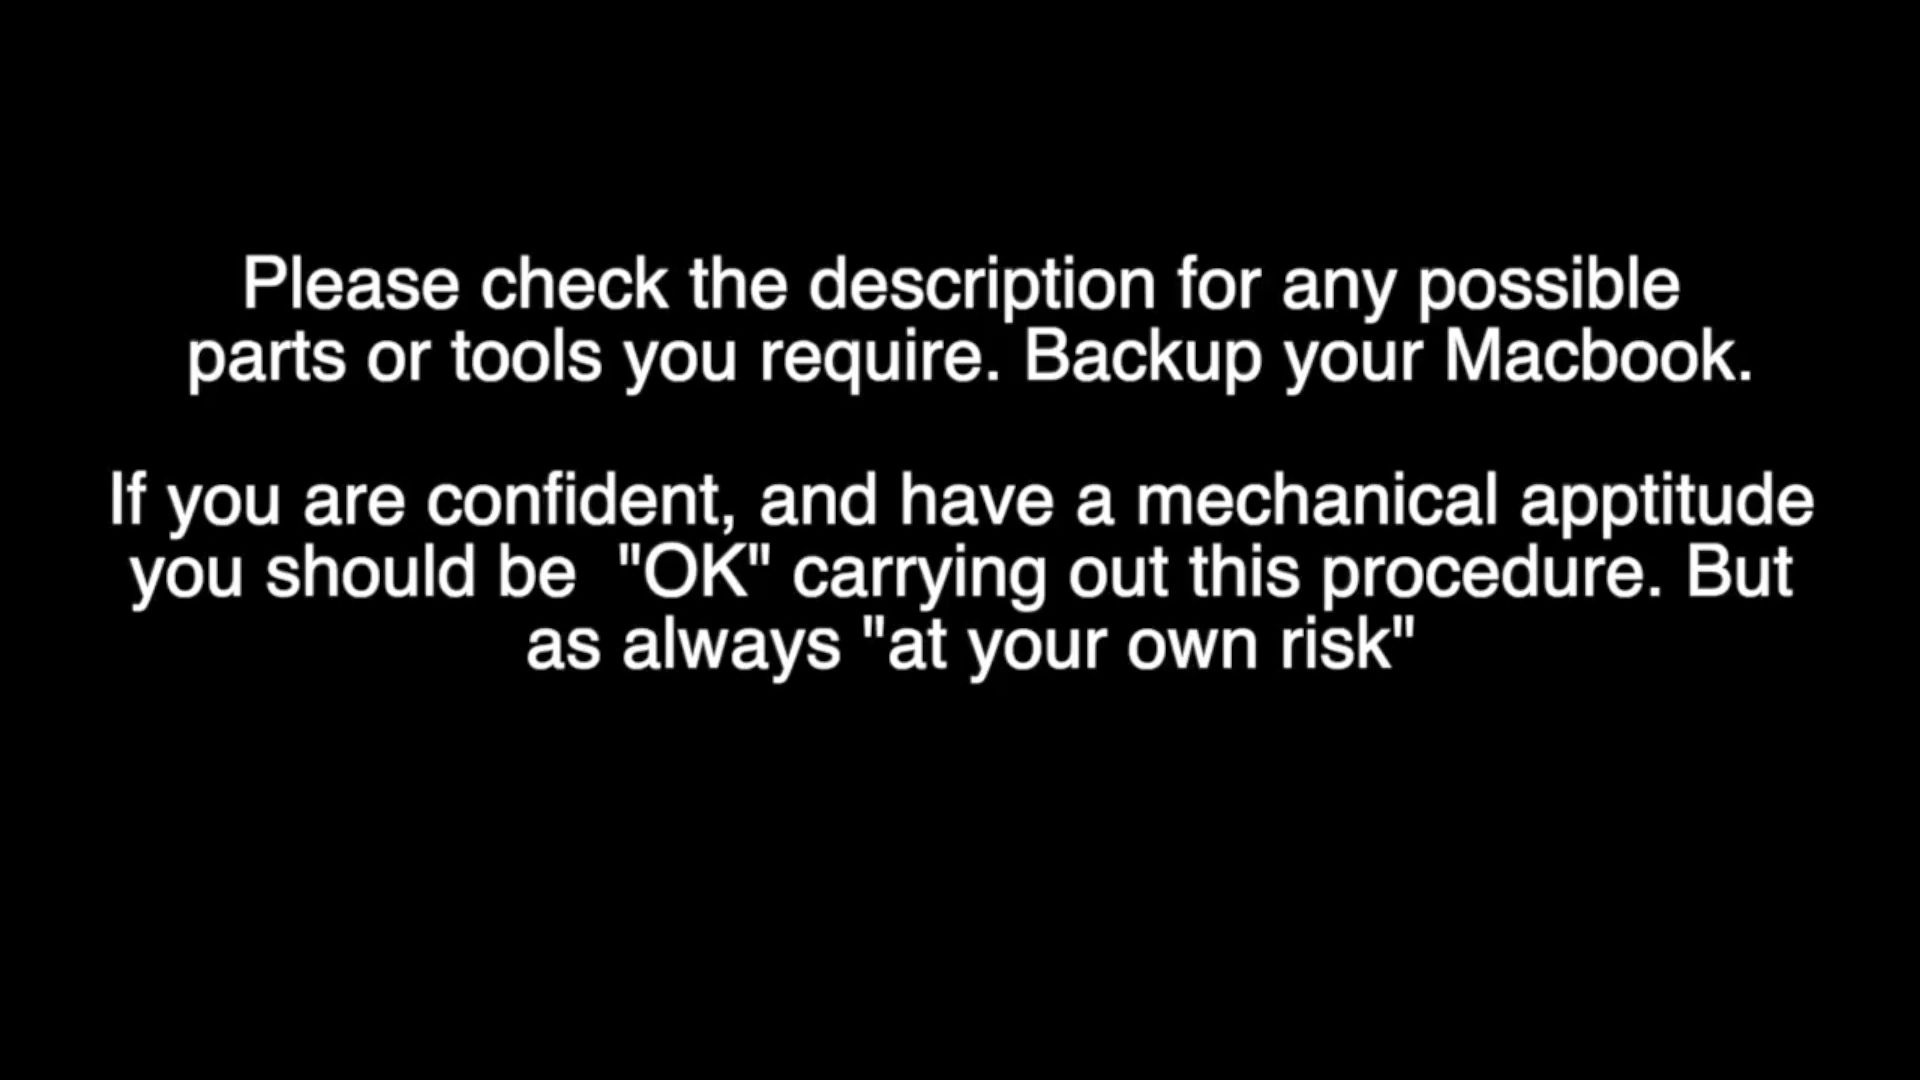 Please check the description for any possible
parts or tools you require. Backup your Macbook.
If you are confident, and have a mechanical apptitude
you should be  "OK" carrying out this procedure. But
as always "at your own risk"